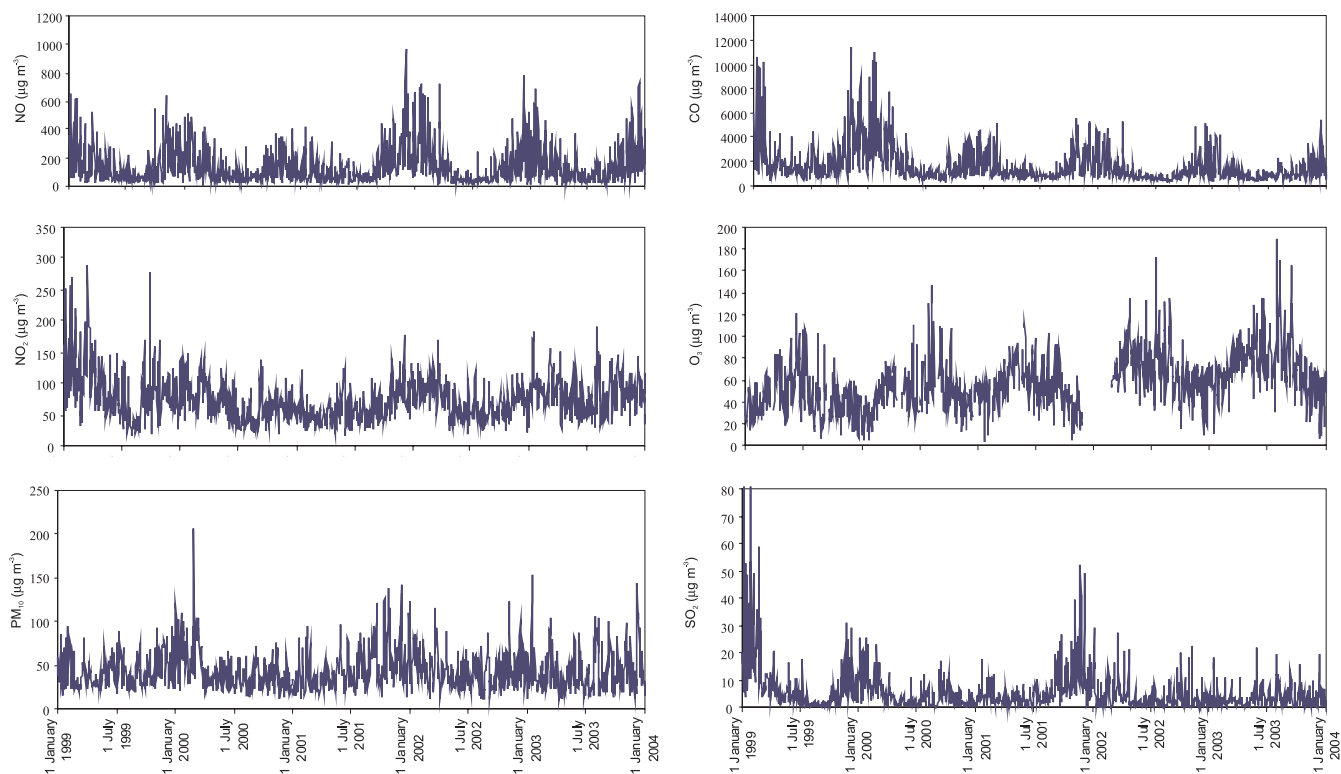 1200
1000
800
600
400
200
0
NO (µg m⁻³)
14000
12000
10000
8000
6000
4000
2000
0
CO (µg m⁻³)
350
300
250
200
150
100
50
0
NO₂ (µg m⁻³)
200
180
160
140
120
100
80
60
40
20
0
O₃ (µg m⁻³)
250
200
150
100
50
0
PM₁₀ (µg m⁻³)
1 January
1999
1 July
1999
1 January
2000
1 July
2000
1 January
2001
1 July
2001
1 January
2002
1 July
2002
1 January
2003
1 July
2003
1 January
2004
80
70
60
50
40
30
20
10
0
SO₂ (µg m⁻³)
1 January
1999
1 July
1999
1 January
2000
1 July
2000
1 January
2001
1 July
2001
1 January
2002
1 July
2002
1 January
2003
1 July
2003
1 January
2004